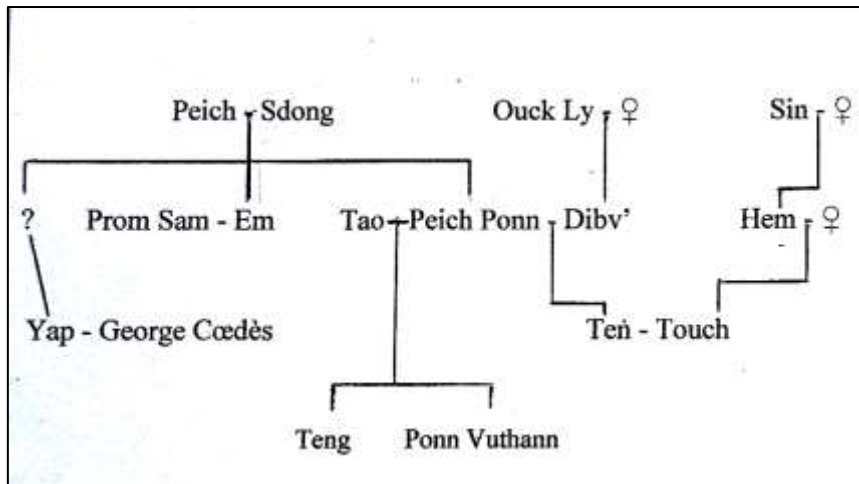 Peich - Sdong Ouck Ly - ♀ Sin - ♀
? Prom Sam - Em Tao - Peich Ponn - Dibv' Hem - ♀
Yap - George Cœdès Teṅ - Touch
Teng Ponn Vuthann